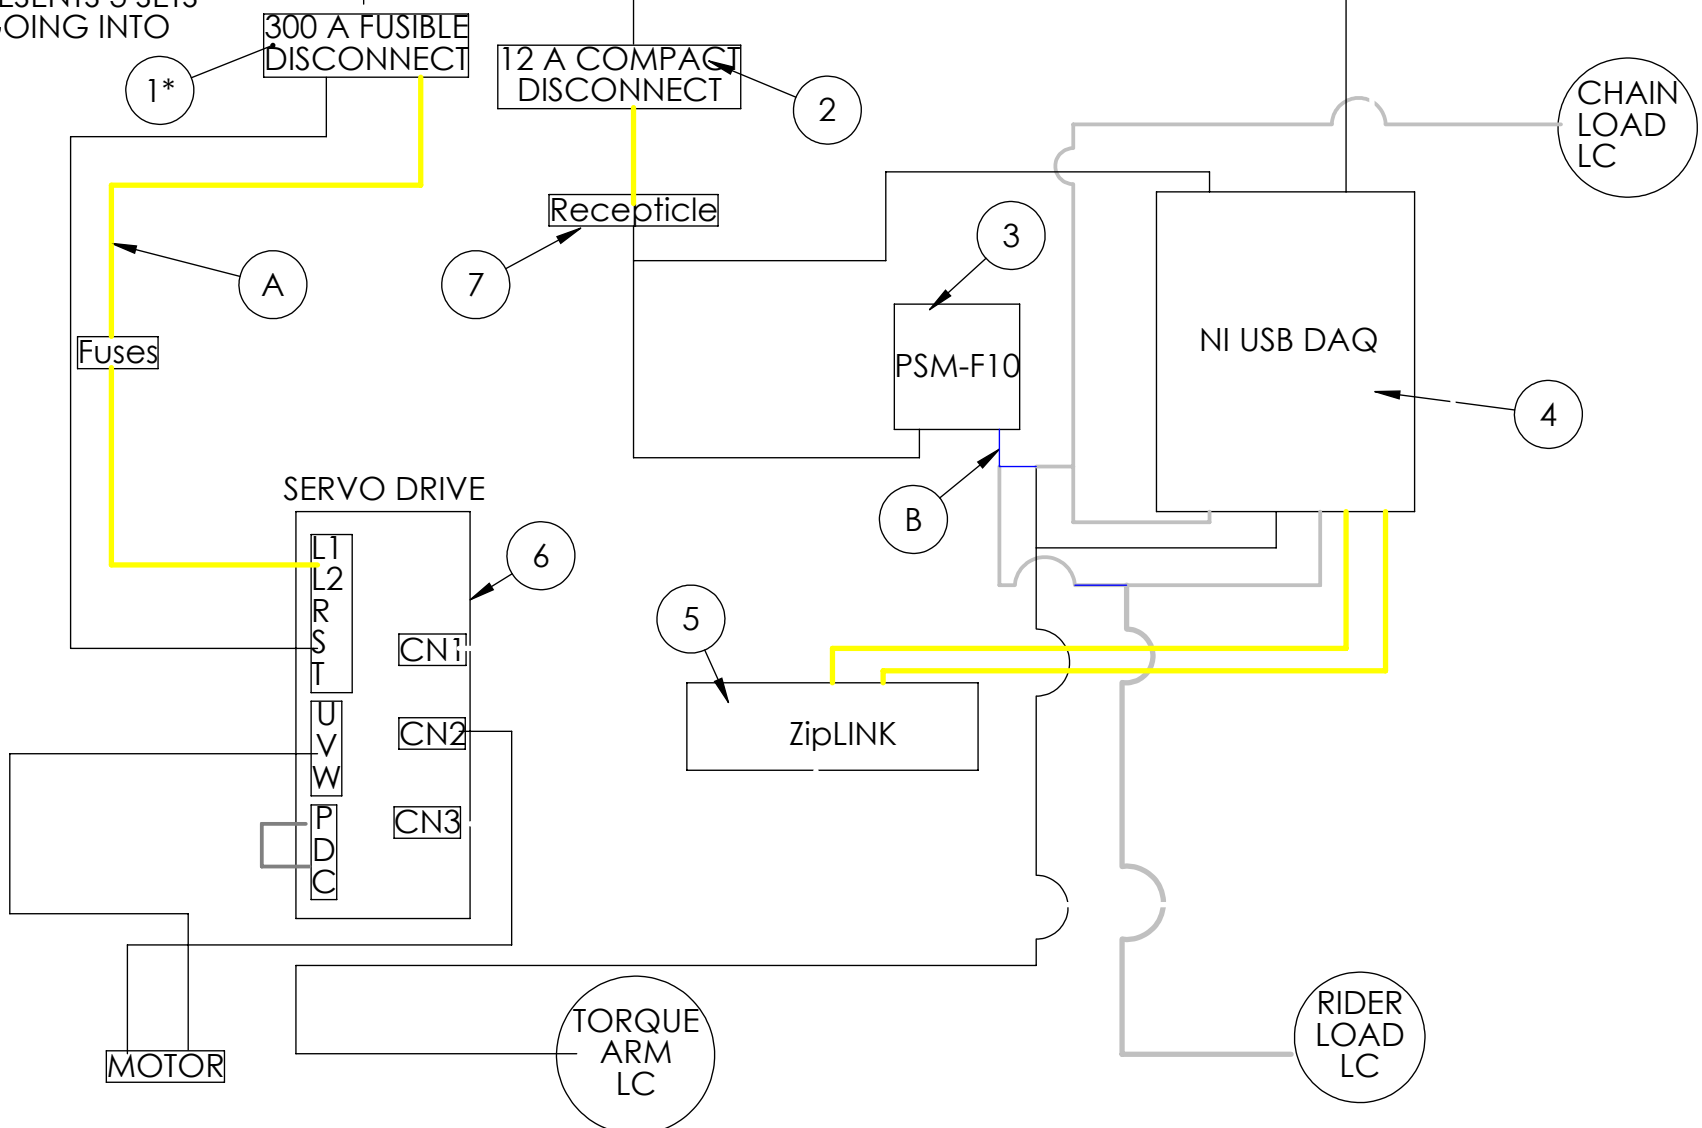 GOING INTO
300 A FUSIBLE
DISCONNECT
1*
12 A COMPACT
DISCONNECT
2
CHAIN
LOAD
LC
Recepticle
7
3
A
Fuses
PSM-F10
NI USB DAQ
4
B
SERVO DRIVE
L1
L2
R
S
T
6
CN1
5
U
V
W
CN2
ZipLINK
P
D
C
CN3
MOTOR
TORQUE
ARM
LC
RIDER
LOAD
LC